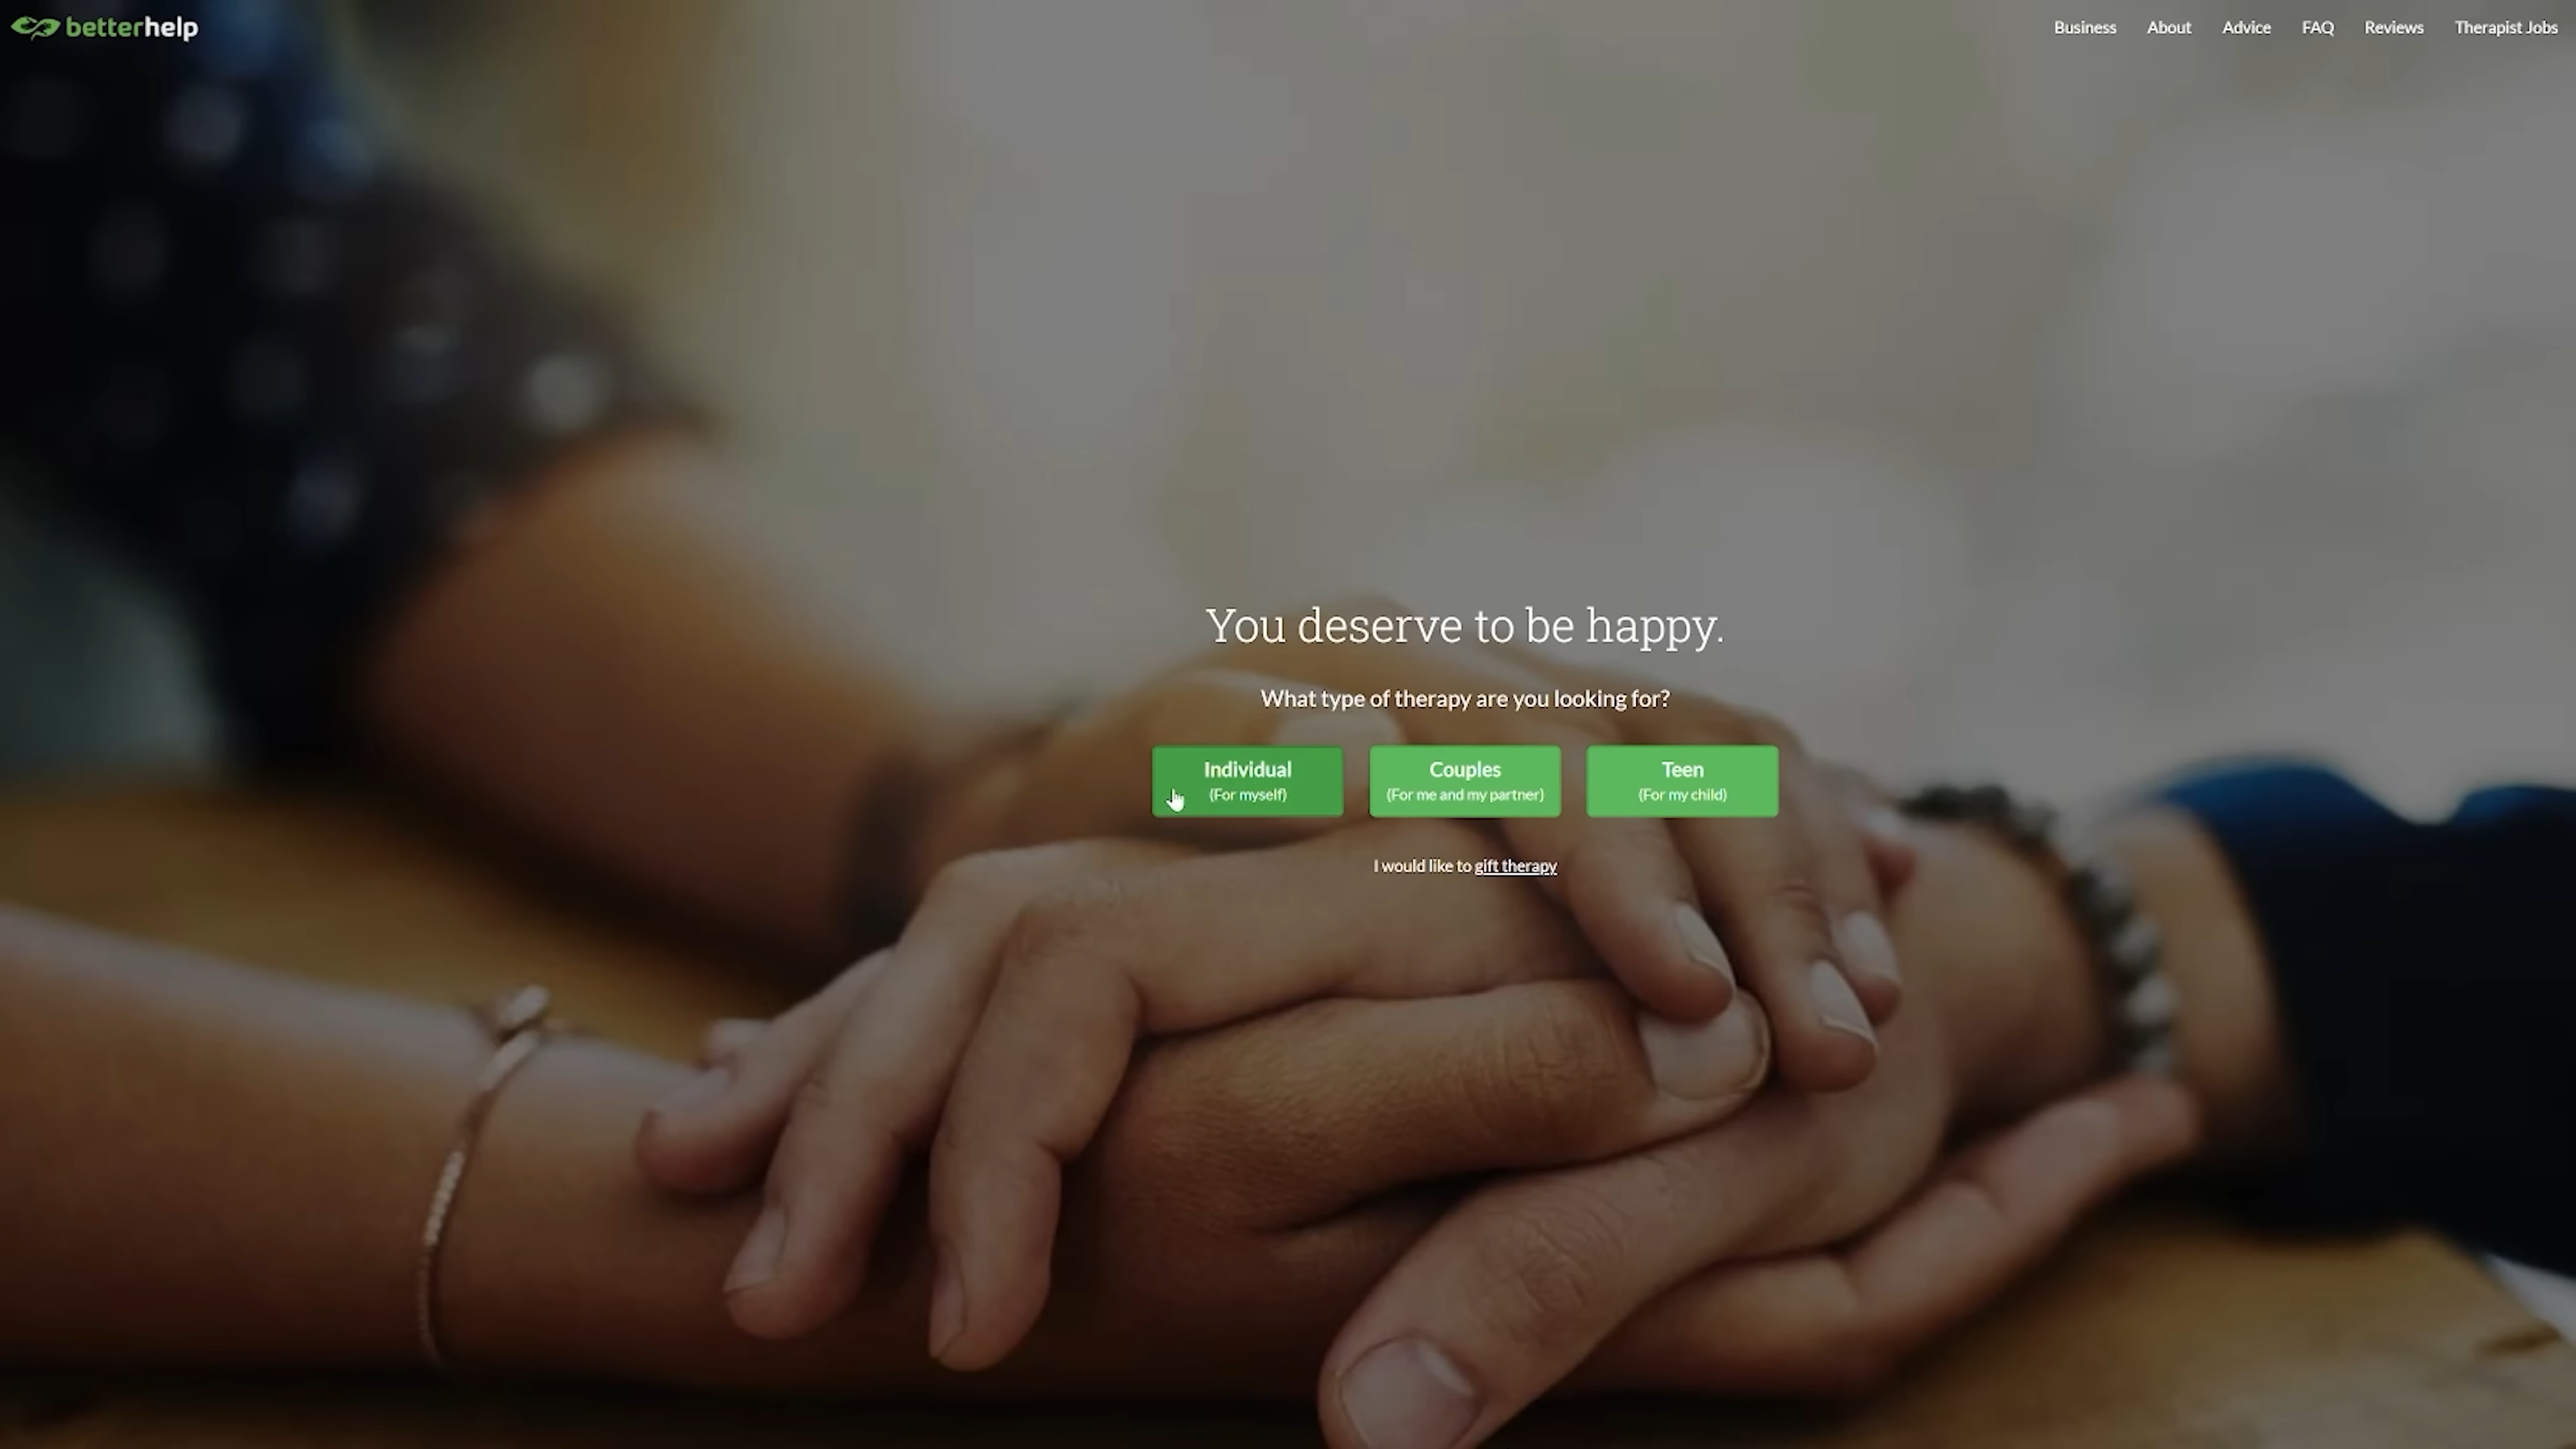 betterhelp
Business About Advice FAQ Reviews Therapist Jobs
You deserve to be happy.
What type of therapy are you looking for?
Individual
(For myself)
Couples
(For me and my partner)
Teen
(For my child)
I would like to gift therapy